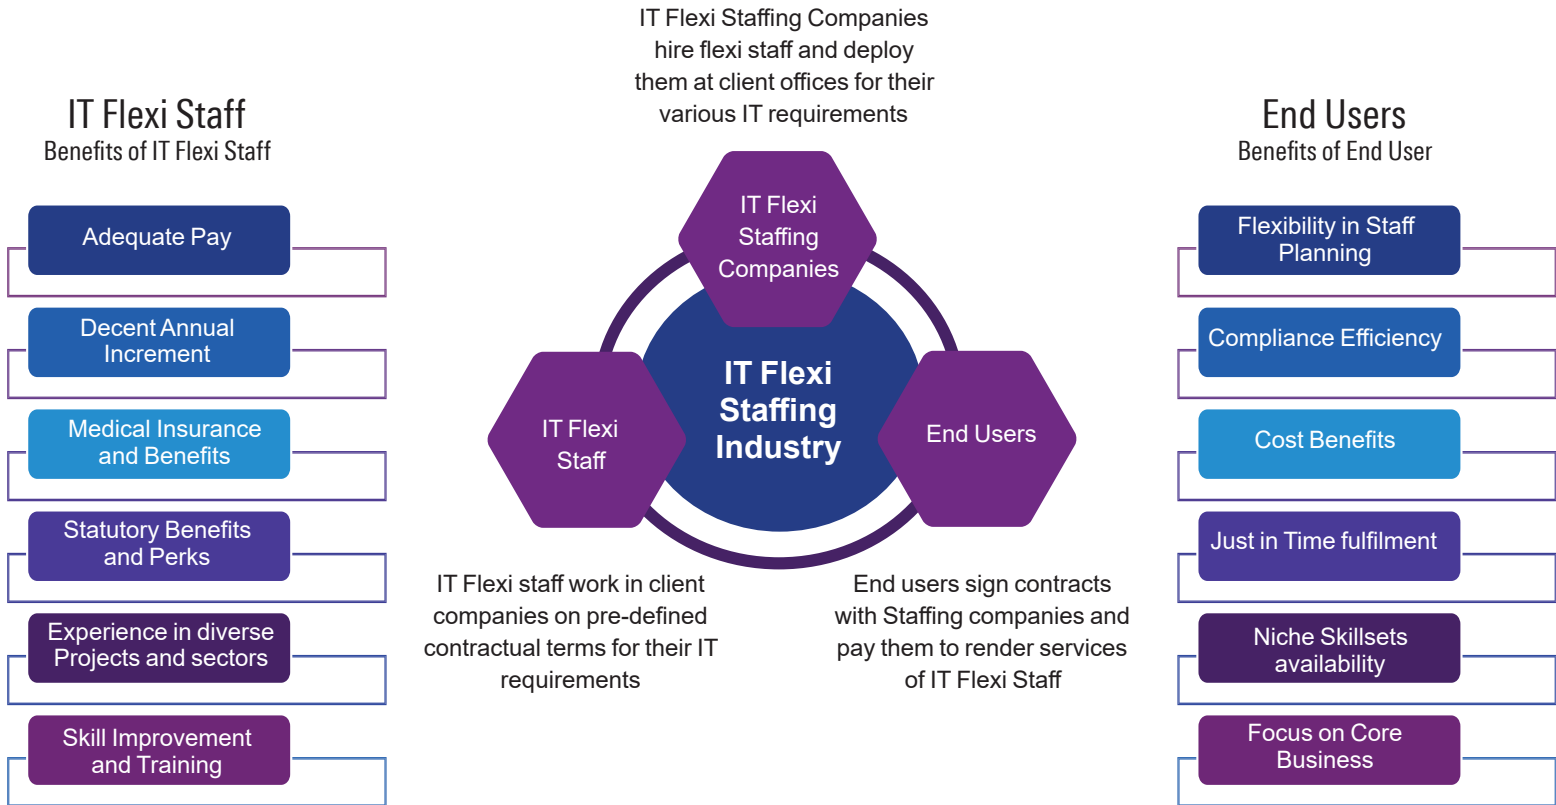 IT Flexi Staffing Companies
hire flexi staff and deploy
them at client offices for their
various IT requirements
IT Flexi Staff
Benefits of IT Flexi Staff
Adequate Pay
Decent Annual
Increment
Medical Insurance
and Benefits
Statutory Benefits
and Perks
Experience in diverse
Projects and sectors
Skill Improvement
and Training
IT Flexi
Staffing
Companies
IT Flexi
Staffing
Industry
IT Flexi
Staff
End Users
IT Flexi staff work in client
companies on pre-defined
contractual terms for their IT
requirements
End users sign contracts
with Staffing companies and
pay them to render services
of IT Flexi Staff
End Users
Benefits of End User
Flexibility in Staff
Planning
Compliance Efficiency
Cost Benefits
Just in Time fulfilment
Niche Skillsets
availability
Focus on Core
Business